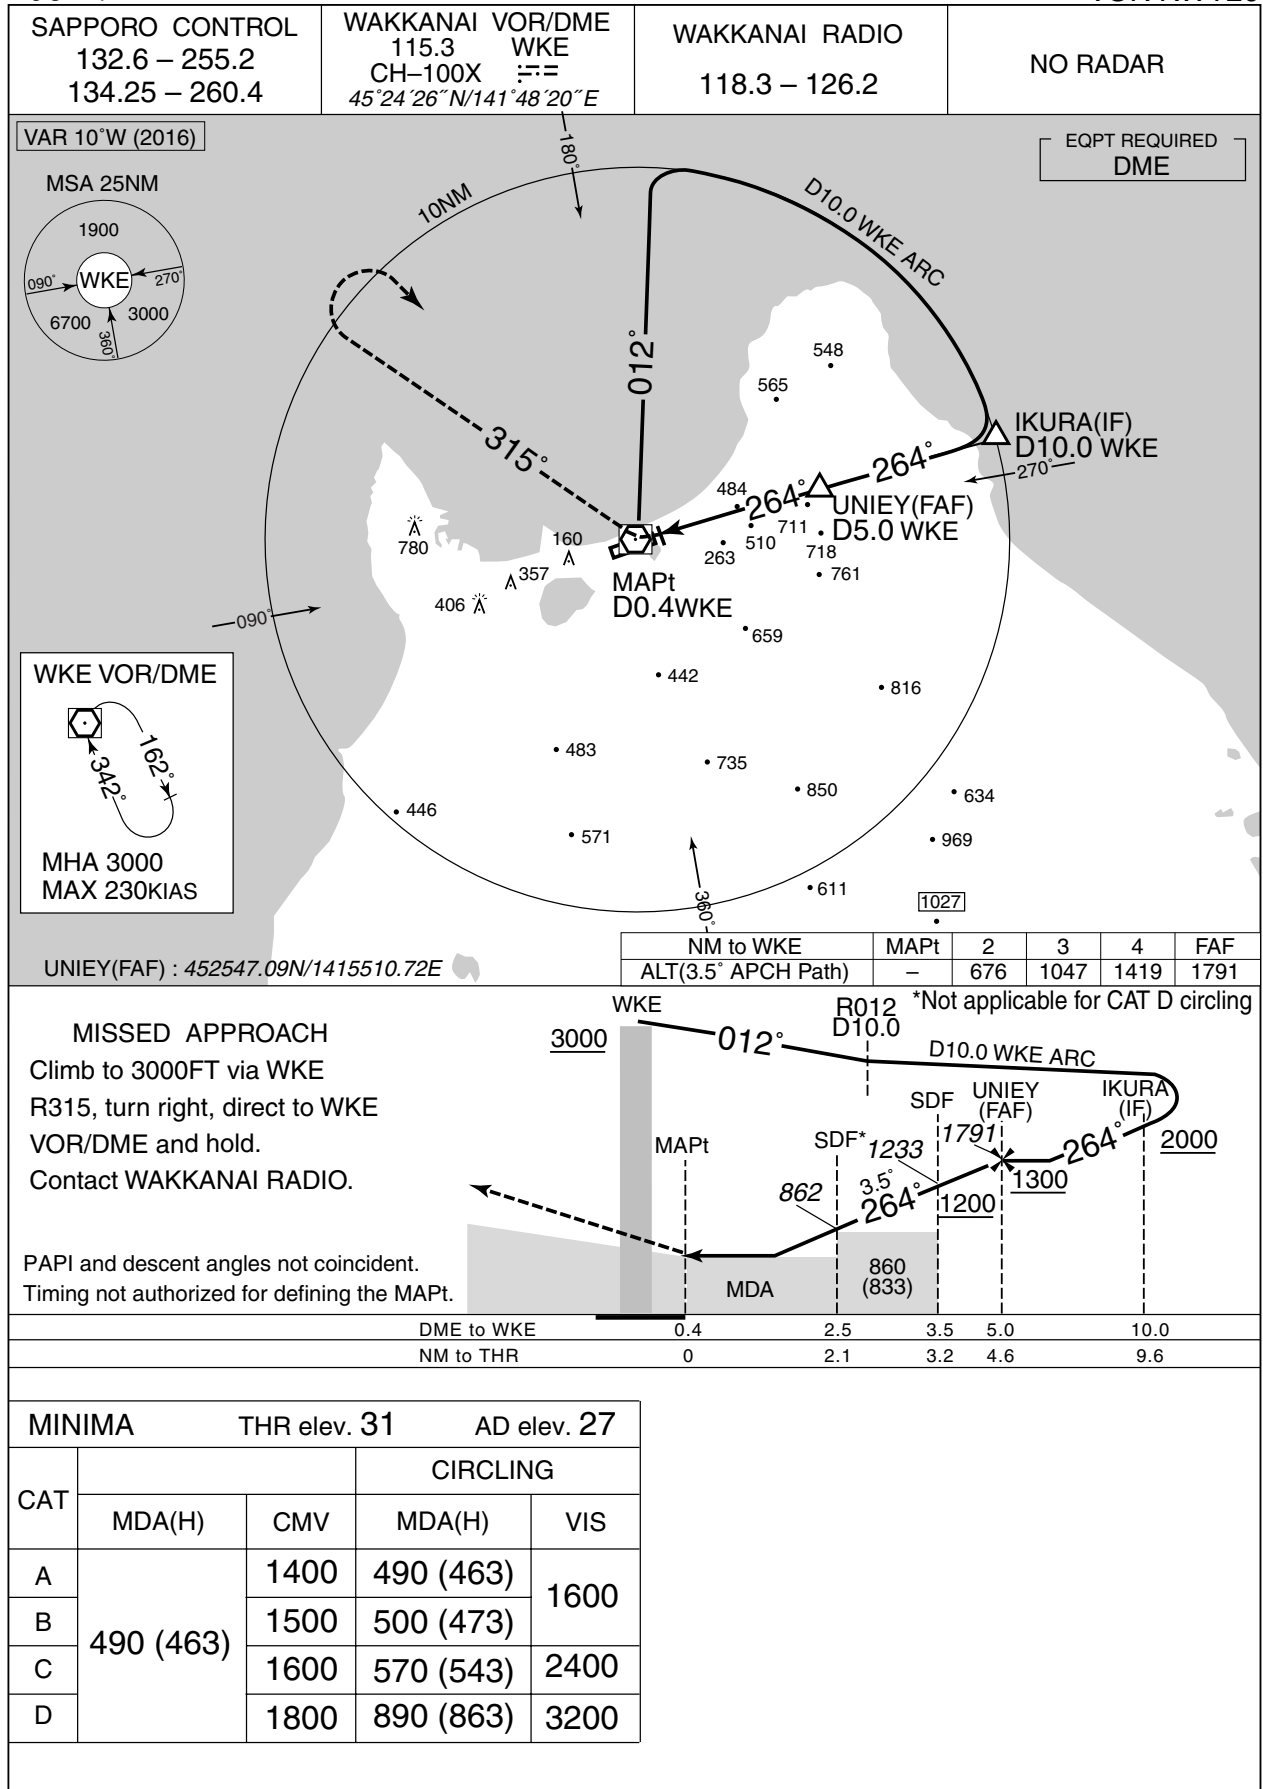 SAPPORO CONTROL
132.6 – 255.2
134.25 – 260.4
WAKKANAI VOR/DME
115.3 WKE
CH–100X
45°24´26˝N/141°48´20˝E
WAKKANAI RADIO
118.3 – 126.2
NO RADAR
VAR 10°W (2016)
EQPT REQUIRED
DME
MSA 25NM
1900
090°
WKE
270°
6700
3000
360°
180°
10NM
D10.0 WKE ARC
012°
315°
548
565
IKURA(IF)
D10.0 WKE
270°
264°
264°
484
UNIEY(FAF)
D5.0 WKE
711
510
718
263
761
780
160
357
406
MAPt
D0.4WKE
090°
659
442
816
483
735
850
634
446
571
969
611
1027
360°
WKE VOR/DME
162°
342°
MHA 3000
MAX 230KIAS
UNIEY(FAF) : 452547.09N/1415510.72E
NM to WKE MAPt 2 3 4 FAF
ALT(3.5° APCH Path) – 676 1047 1419 1791
*Not applicable for CAT D circling
MISSED APPROACH
Climb to 3000FT via WKE
R315, turn right, direct to WKE
VOR/DME and hold.
Contact WAKKANAI RADIO.
PAPI and descent angles not coincident.
Timing not authorized for defining the MAPt.
WKE
3000
012°
R012
D10.0
D10.0 WKE ARC
SDF
UNIEY
(FAF)
IKURA
(IF)
MAPt
SDF*
1233
1791
264°
2000
862
3.5°
264°
1300
1200
MDA
860
(833)
DME to WKE 0.4 2.5 3.5 5.0 10.0
NM to THR 0 2.1 3.2 4.6 9.6
MINIMA THR elev. 31 AD elev. 27
CAT
CIRCLING
MDA(H) CMV MDA(H) VIS
A 490 (463) 1400 490 (463) 1600
B 1500 500 (473)
C 1600 570 (543) 2400
D 1800 890 (863) 3200